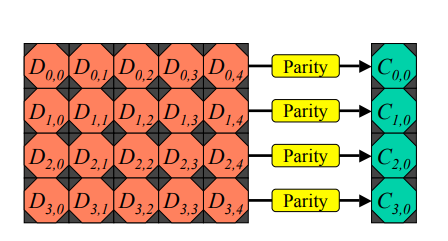 D0,0 D0,1 D0,2 D0,3 D0,4 Parity C0,0
D1,0 D1,1 D1,2 D1,3 D1,4 Parity C1,0
D2,0 D2,1 D2,2 D2,3 D2,4 Parity C2,0
D3,0 D3,1 D3,2 D3,3 D3,4 Parity C3,0